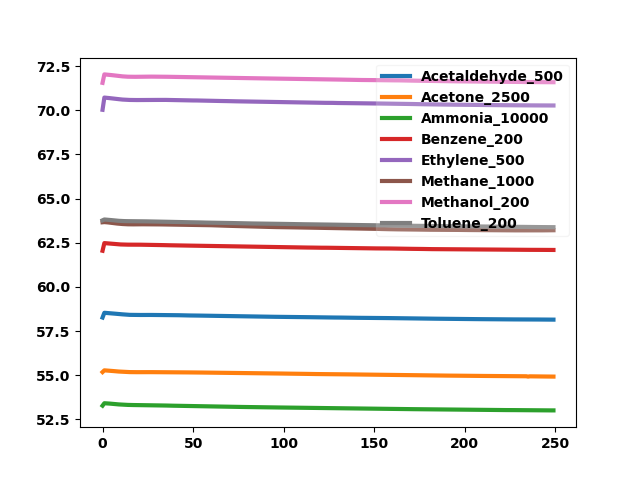 72.5
70.0
67.5
65.0
62.5
60.0
57.5
55.0
52.5
0 50 100 150 200 250
Acetaldehyde_500
Acetone_2500
Ammonia_10000
Benzene_200
Ethylene_500
Methane_1000
Methanol_200
Toluene_200